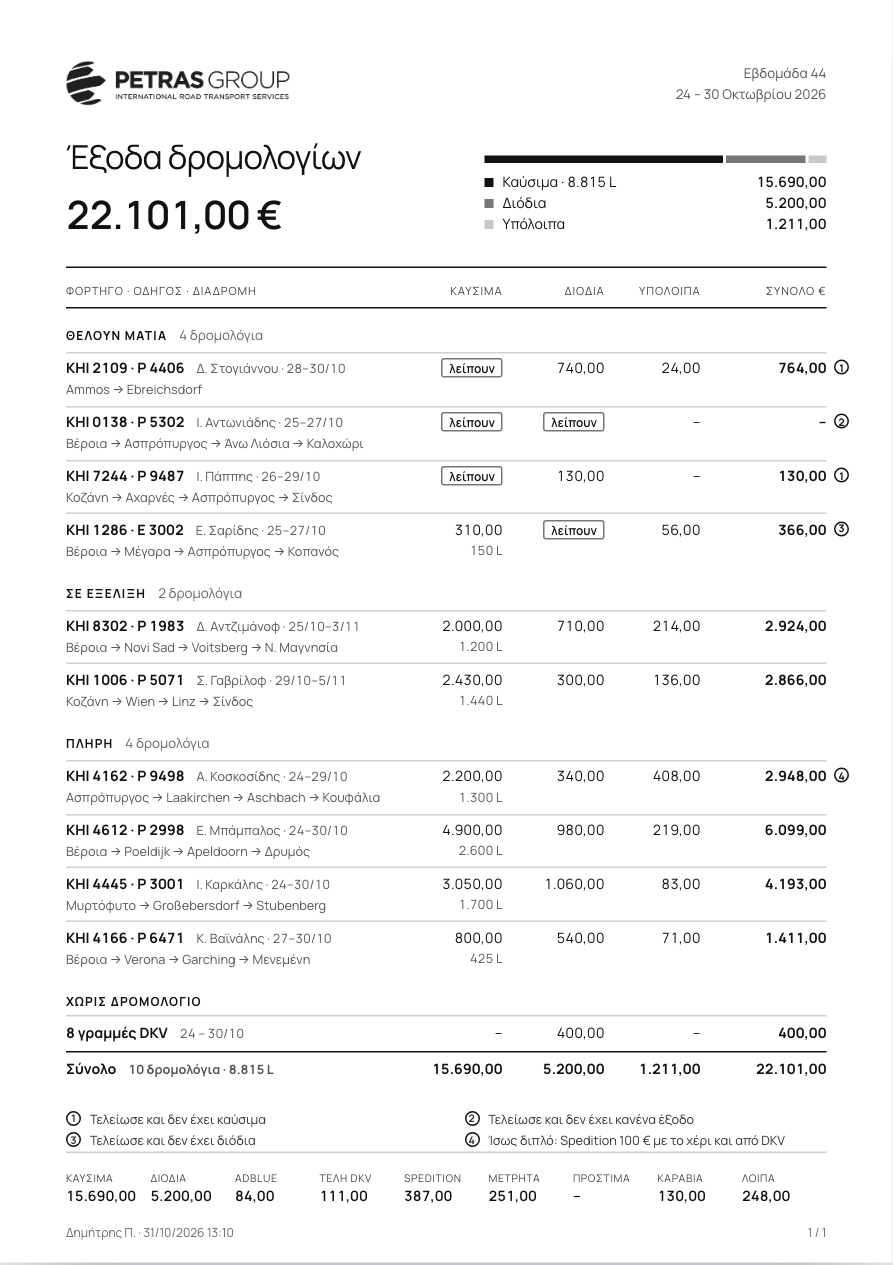 PETRAS GROUP
INTERNATIONAL ROAD TRANSPORT SERVICES
Εβδομάδα 44
24 – 30 Οκτωβρίου 2026
Έξοδα δρομολογίων
22.101,00 €
Καύσιμα · 8.815 L 15.690,00
Διόδια 5.200,00
Υπόλοιπα 1.211,00
ΦΟΡΤΗΓΟ · ΟΔΗΓΟΣ · ΔΙΑΔΡΟΜΗ ΚΑΥΣΙΜΑ ΔΙΟΔΙΑ ΥΠΟΛΟΙΠΑ ΣΥΝΟΛΟ €
ΘΕΛΟΥΝ ΜΑΤΙΑ 4 δρομολόγια
ΚΗΙ 2109 · Ρ 4406 Δ. Στογιάννου · 28–30/10 λείπουν 740,00 24,00 764,00 1
Ammos → Ebreichsdorf
ΚΗΙ 0138 · Ρ 5302 Ι. Αντωνιάδης · 25–27/10 λείπουν λείπουν – – 2
Βέροια → Ασπρόπυργος → Άνω Λιόσια → Καλοχώρι
ΚΗΙ 7244 · Ρ 9487 Ι. Πάππης · 26–29/10 λείπουν 130,00 – 130,00 1
Κοζάνη → Αχαρνές → Ασπρόπυργος → Σίνδος
ΚΗΙ 1286 · Ε 3002 Ε. Σαρίδης · 25–27/10 310,00 λείπουν 56,00 366,00 3
Βέροια → Μέγαρα → Ασπρόπυργος → Κοπανός 150 L
ΣΕ ΕΞΕΛΙΞΗ 2 δρομολόγια
ΚΗΙ 8302 · Ρ 1983 Δ. Αντζιμάνοφ · 25/10–3/11 2.000,00 710,00 214,00 2.924,00
Βέροια → Novi Sad → Voitsberg → Ν. Μαγνησία 1.200 L
ΚΗΙ 1006 · Ρ 5071 Σ. Γαβρίλοφ · 29/10–5/11 2.430,00 300,00 136,00 2.866,00
Κοζάνη → Wien → Linz → Σίνδος 1.440 L
ΠΛΗΡΗ 4 δρομολόγια
ΚΗΙ 4162 · Ρ 9498 Α. Κοσκοσίδης · 24–29/10 2.200,00 340,00 408,00 2.948,00 4
Ασπρόπυργος → Laakirchen → Aschbach → Κουφάλια 1.300 L
ΚΗΙ 4612 · Ρ 2998 Ε. Μπάμπαλος · 24–30/10 4.900,00 980,00 219,00 6.099,00
Βέροια → Poeldijk → Apeldoorn → Δρυμός 2.600 L
ΚΗΙ 4445 · Ρ 3001 Ι. Καρκάλης · 24–30/10 3.050,00 1.060,00 83,00 4.193,00
Μυρτόφυτο → Großebersdorf → Stubenberg 1.700 L
ΚΗΙ 4166 · Ρ 6471 Κ. Βαϊνάλης · 27–30/10 800,00 540,00 71,00 1.411,00
Βέροια → Verona → Garching → Μενεμένη 425 L
ΧΩΡΙΣ ΔΡΟΜΟΛΟΓΙΟ
8 γραμμές DKV 24 – 30/10 – 400,00 – 400,00
Σύνολο 10 δρομολόγια · 8.815 L 15.690,00 5.200,00 1.211,00 22.101,00
1 Τελείωσε και δεν έχει καύσιμα 2 Τελείωσε και δεν έχει κανένα έξοδο
3 Τελείωσε και δεν έχει διόδια 4 Ίσως διπλό: Spedition 100 € με το χέρι και από DKV
ΚΑΥΣΙΜΑ ΔΙΟΔΙΑ ADBLUE ΤΕΛΗ DKV SPEDITION ΜΕΤΡΗΤΑ ΠΡΟΣΤΙΜΑ ΚΑΡΑΒΙΑ ΛΟΙΠΑ
15.690,00 5.200,00 84,00 111,00 387,00 251,00 – 130,00 248,00
Δημήτρης Π. · 31/10/2026 13:10 1 / 1